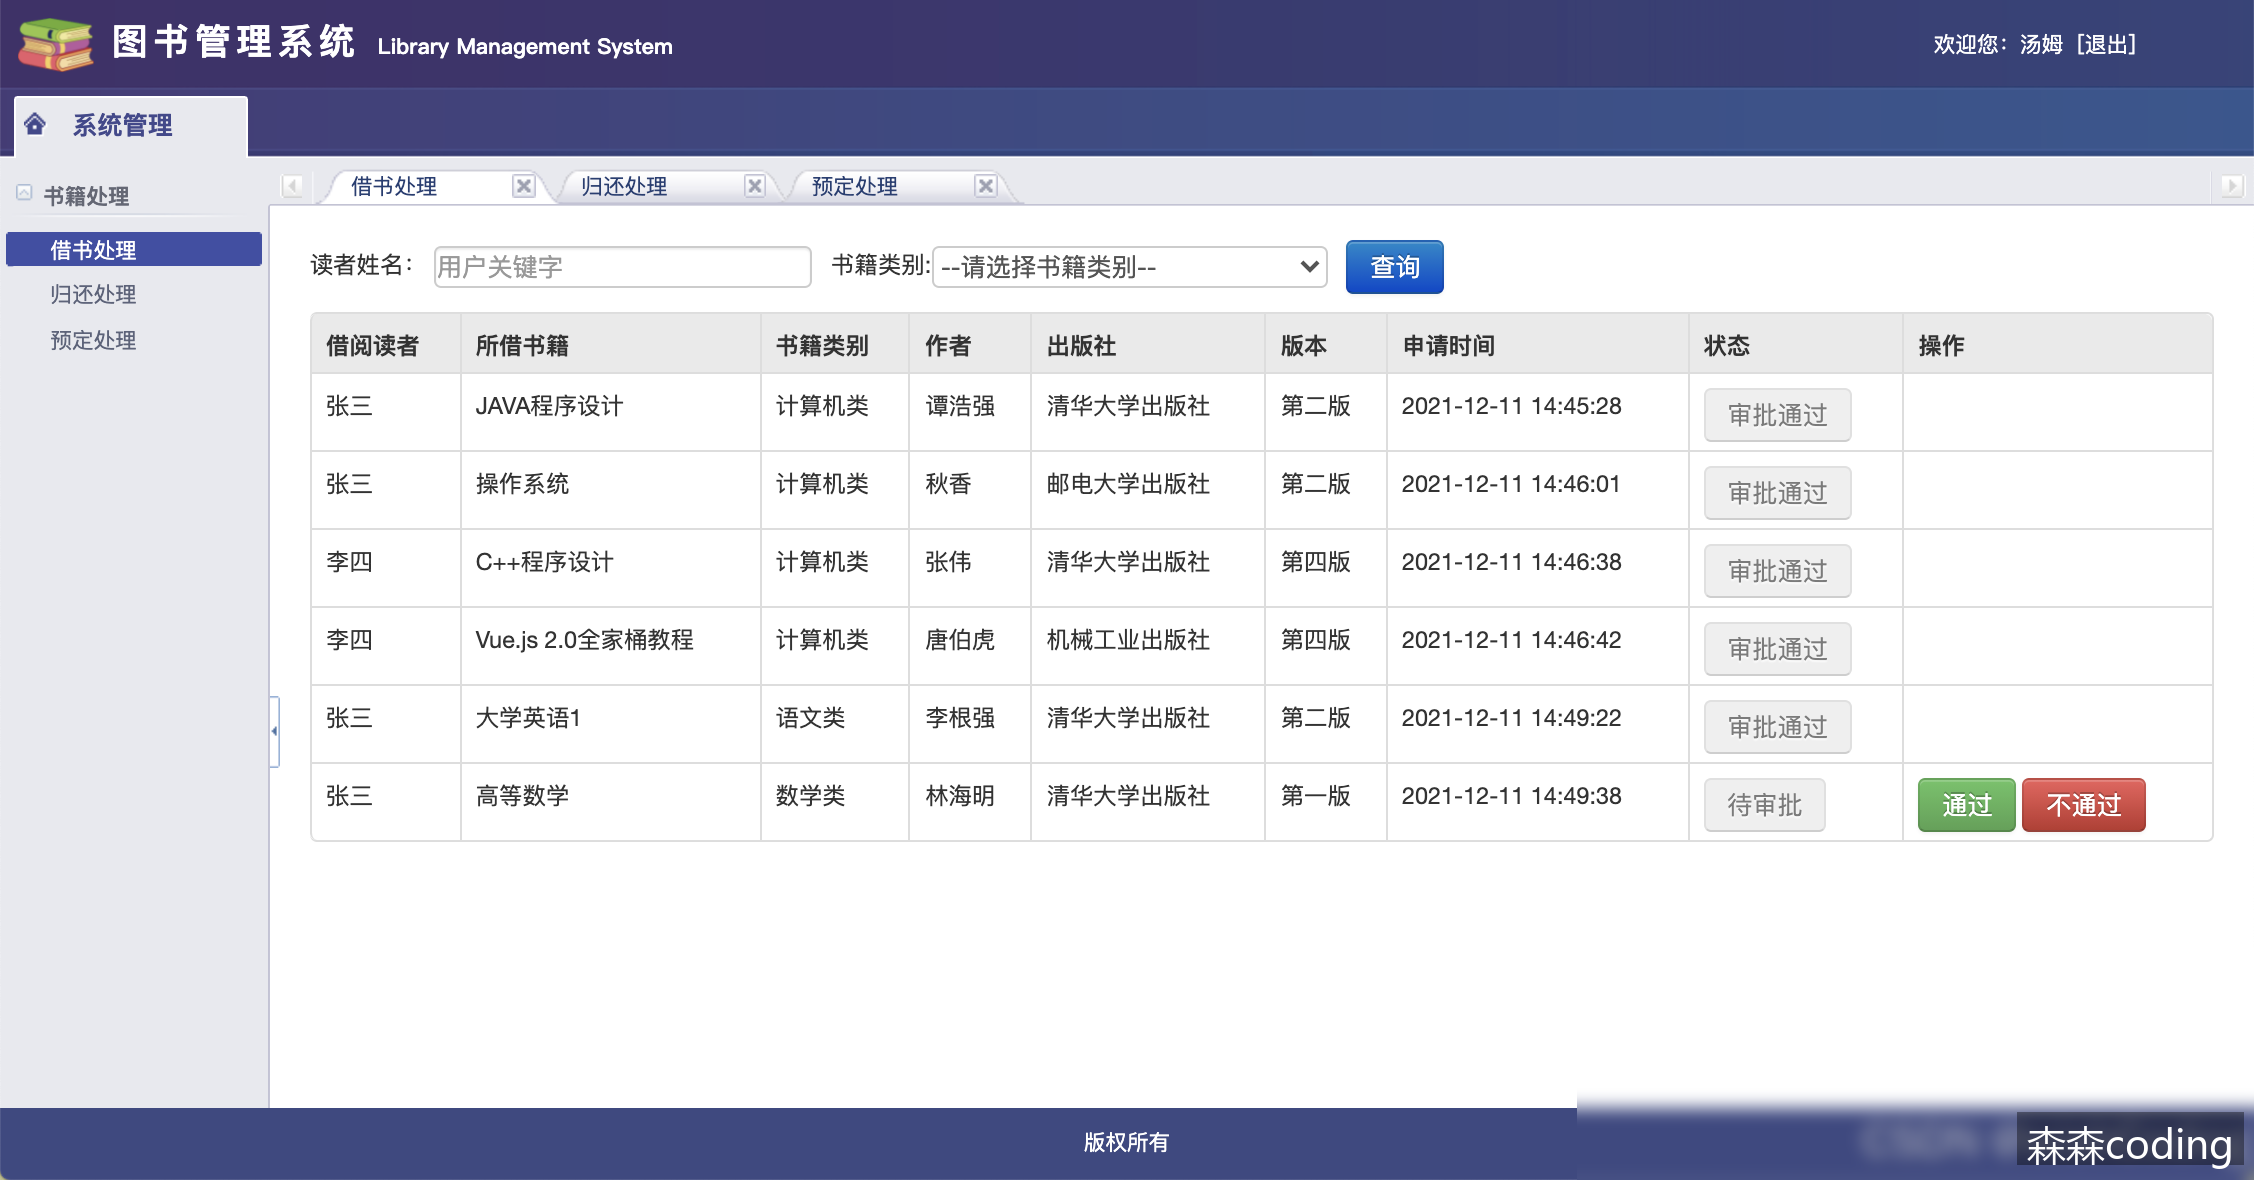 图书管理系统 Library Management System
欢迎您：汤姆 [退出]
系统管理
书籍处理
借书处理
归还处理
预定处理
借书处理 归还处理 预定处理
读者姓名： 用户关键字 书籍类别: --请选择书籍类别-- 查询
借阅读者 所借书籍 书籍类别 作者 出版社 版本 申请时间 状态 操作
张三 JAVA程序设计 计算机类 谭浩强 清华大学出版社 第二版 2021-12-11 14:45:28 审批通过
张三 操作系统 计算机类 秋香 邮电大学出版社 第二版 2021-12-11 14:46:01 审批通过
李四 C++程序设计 计算机类 张伟 清华大学出版社 第四版 2021-12-11 14:46:38 审批通过
李四 Vue.js 2.0全家桶教程 计算机类 唐伯虎 机械工业出版社 第四版 2021-12-11 14:46:42 审批通过
张三 大学英语1 语文类 李根强 清华大学出版社 第二版 2021-12-11 14:49:22 审批通过
张三 高等数学 数学类 林海明 清华大学出版社 第一版 2021-12-11 14:49:38 待审批 通过 不通过
版权所有
森森coding